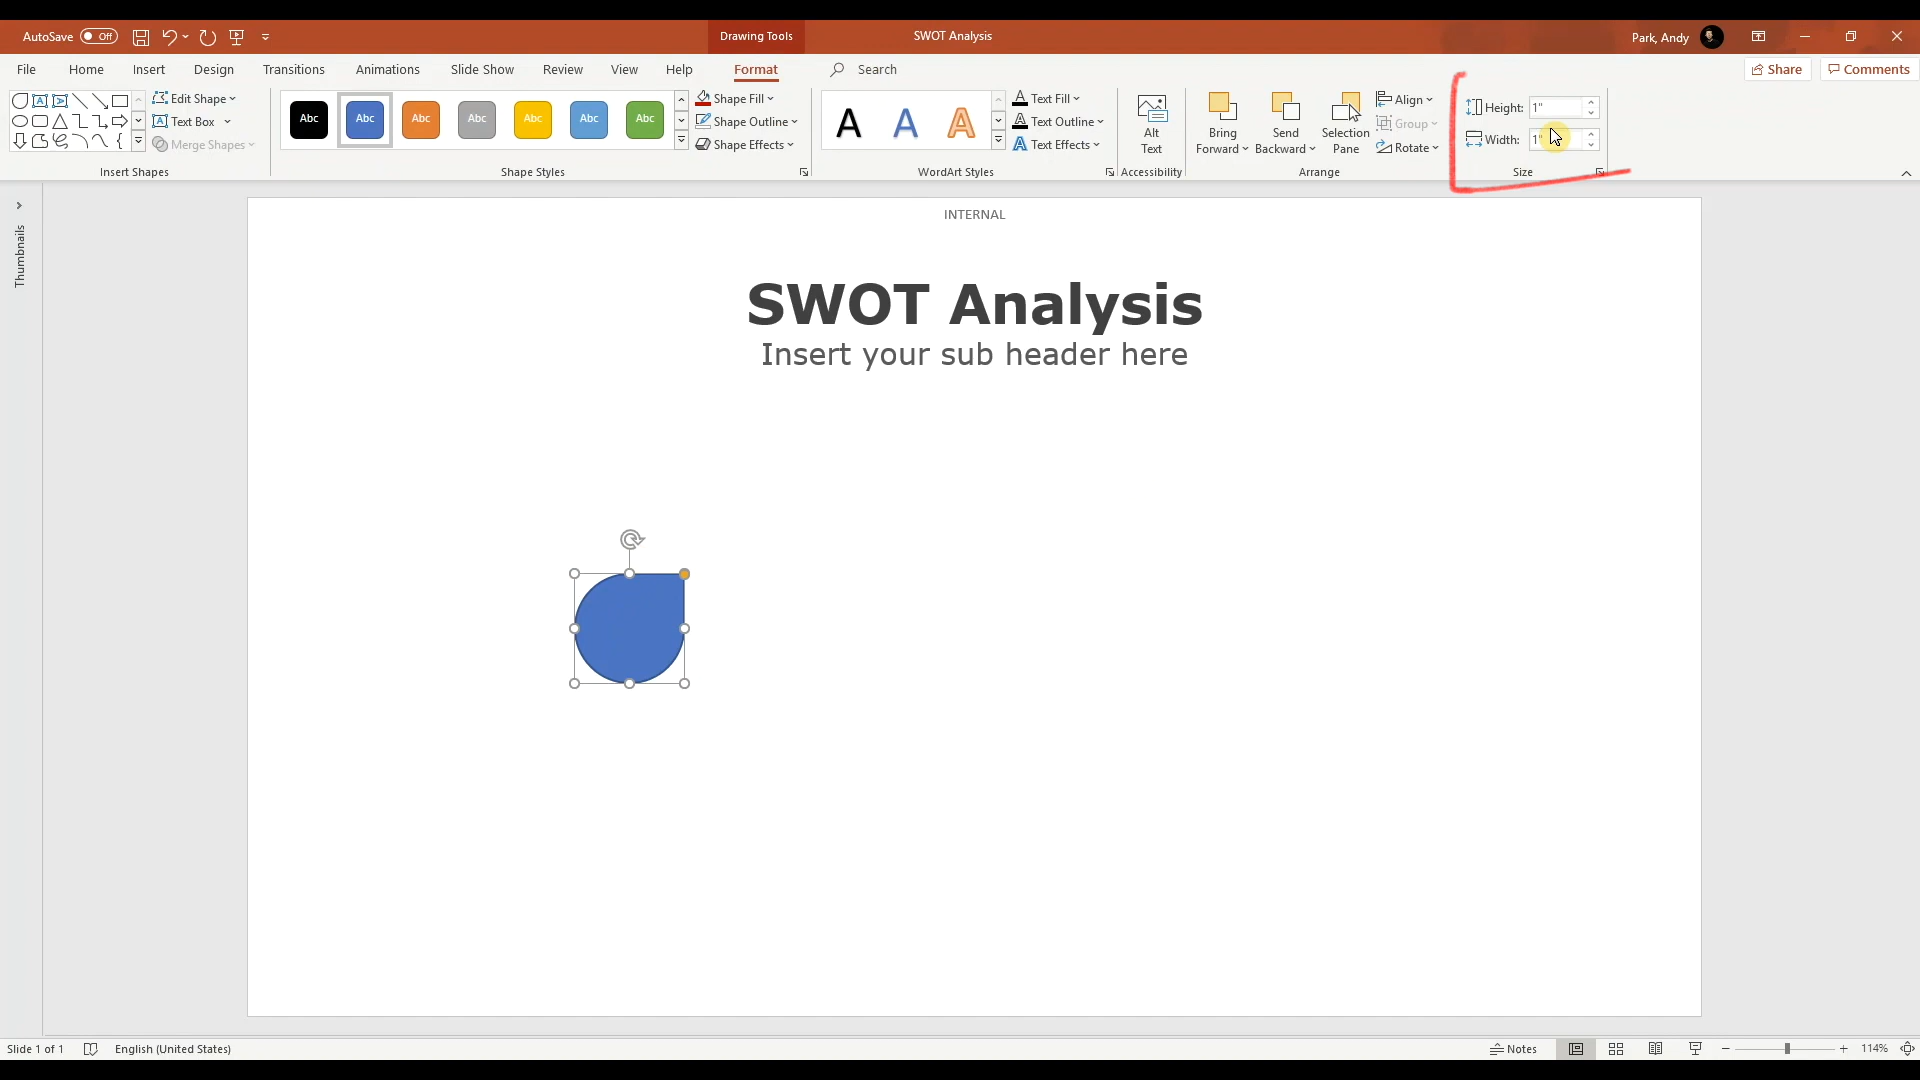 AutoSave Off
Drawing Tools
SWOT Analysis
Park, Andy
File Home Insert Design Transitions Animations Slide Show Review View Help Format Search
Share Comments
Edit Shape
Text Box
Merge Shapes
Insert Shapes
Abc Abc Abc Abc Abc Abc Abc
Shape Fill
Shape Outline
Shape Effects
Shape Styles
A A A
Text Fill
Text Outline
Text Effects
WordArt Styles
Alt
Text
Accessibility
Bring
Forward
Send
Backward
Selection
Pane
Align
Group
Rotate
Arrange
Height: 1"
Width: 1"
Size
Thumbnails
INTERNAL
SWOT Analysis
Insert your sub header here
Slide 1 of 1
English (United States)
Notes
114%